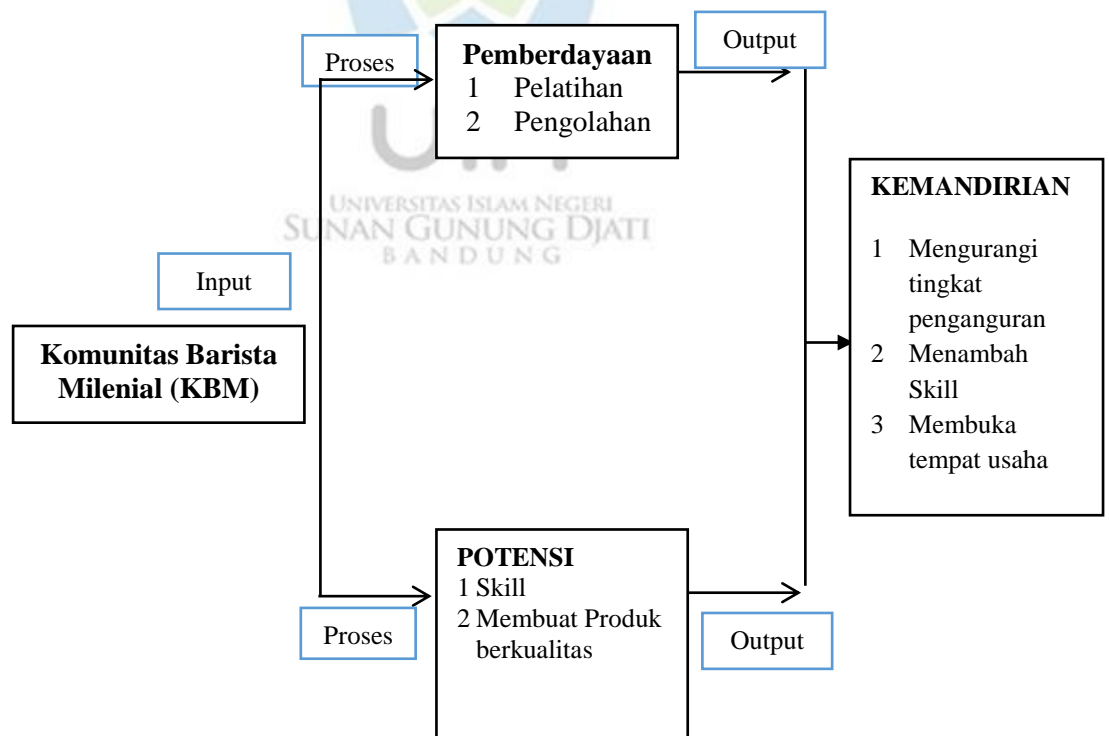 Proses
Pemberdayaan
1 Pelatihan
2 Pengolahan
Output
UNIVERSITAS ISLAM NEGERI
SUNAN GUNUNG DJATI
BANDUNG
Input
Komunitas Barista
Milenial (KBM)
KEMANDIRIAN
1 Mengurangi
tingkat
penganguran
2 Menambah
Skill
3 Membuka
tempat usaha
POTENSI
1 Skill
2 Membuat Produk
berkualitas
Proses
Output